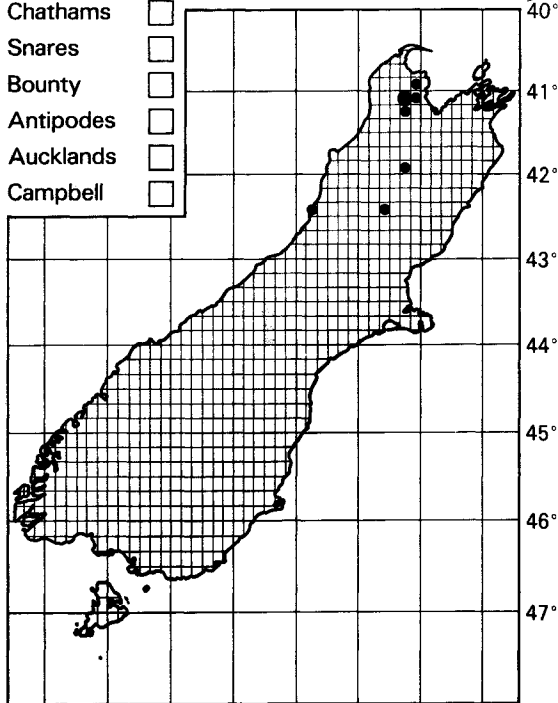 Chathams
Snares
Bounty
Antipodes
Aucklands
Campbell
40°
41°
42°
43°
44°
45°
46°
47°